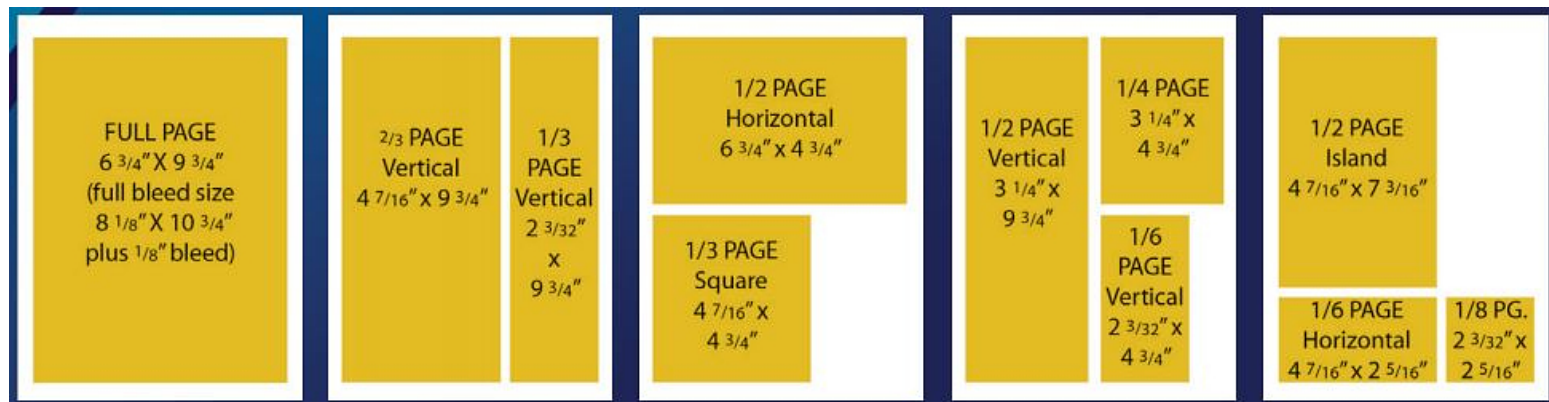 FULL PAGE
6 3/4" X 9 3/4"
(full bleed size
8 1/8" X 10 3/4"
plus 1/8" bleed)
2/3 PAGE
Vertical
4 7/16" x 9 3/4"
1/3
PAGE
Vertical
2 3/32"
x
9 3/4"
1/2 PAGE
Horizontal
6 3/4" x 4 3/4"
1/3 PAGE
Square
4 7/16" x
4 3/4"
1/2 PAGE
Vertical
3 1/4" x
9 3/4"
1/4 PAGE
3 1/4" x
4 3/4"
1/6
PAGE
Vertical
2 3/32" x
4 3/4"
1/2 PAGE
Island
4 7/16" x 7 3/16"
1/6 PAGE
Horizontal
4 7/16" x 2 5/16"
1/8 PG.
2 3/32" x
2 5/16"